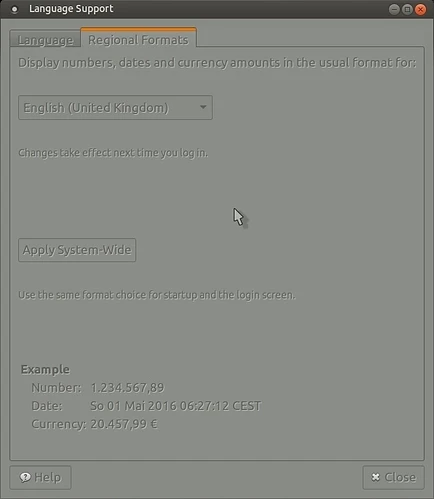 Language Support
Language
Regional Formats
Display numbers, dates and currency amounts in the usual format for:
English (United Kingdom)
Changes take effect next time you log in.
Apply System-Wide
Use the same format choice for startup and the login screen.
Example
Number: 1.234.567,89
Date: So 01 Mai 2016 06:27:12 CEST
Currency: 20.457,99 €
Help
Close